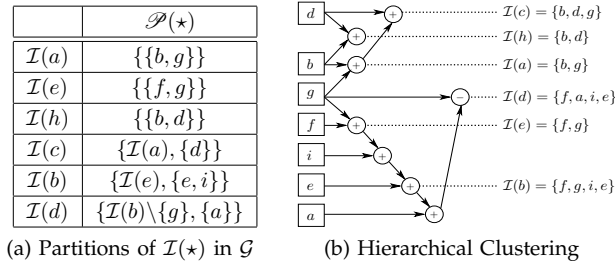 𝒫(⋆)
ℐ(a) {{b, g}}
ℐ(e) {{f, g}}
ℐ(h) {{b, d}}
ℐ(c) {ℐ(a), {d}}
ℐ(b) {ℐ(e), {e, i}}
ℐ(d) {ℐ(b)\{g}, {a}}
(a) Partitions of ℐ(⋆) in 𝒢
d
b
g
f
i
e
a
+
+
+
−
+
+
+
+
ℐ(c) = {b, d, g}
ℐ(h) = {b, d}
ℐ(a) = {b, g}
ℐ(d) = {f, a, i, e}
ℐ(e) = {f, g}
ℐ(b) = {f, g, i, e}
(b) Hierarchical Clustering